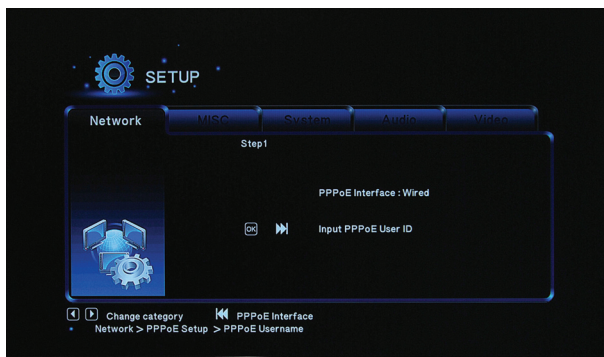 SETUP
Network MISC System Audio Video
Step1
PPPoE Interface : Wired
OK Input PPPoE User ID
Change category PPPoE Interface
Network > PPPoE Setup > PPPoE Username